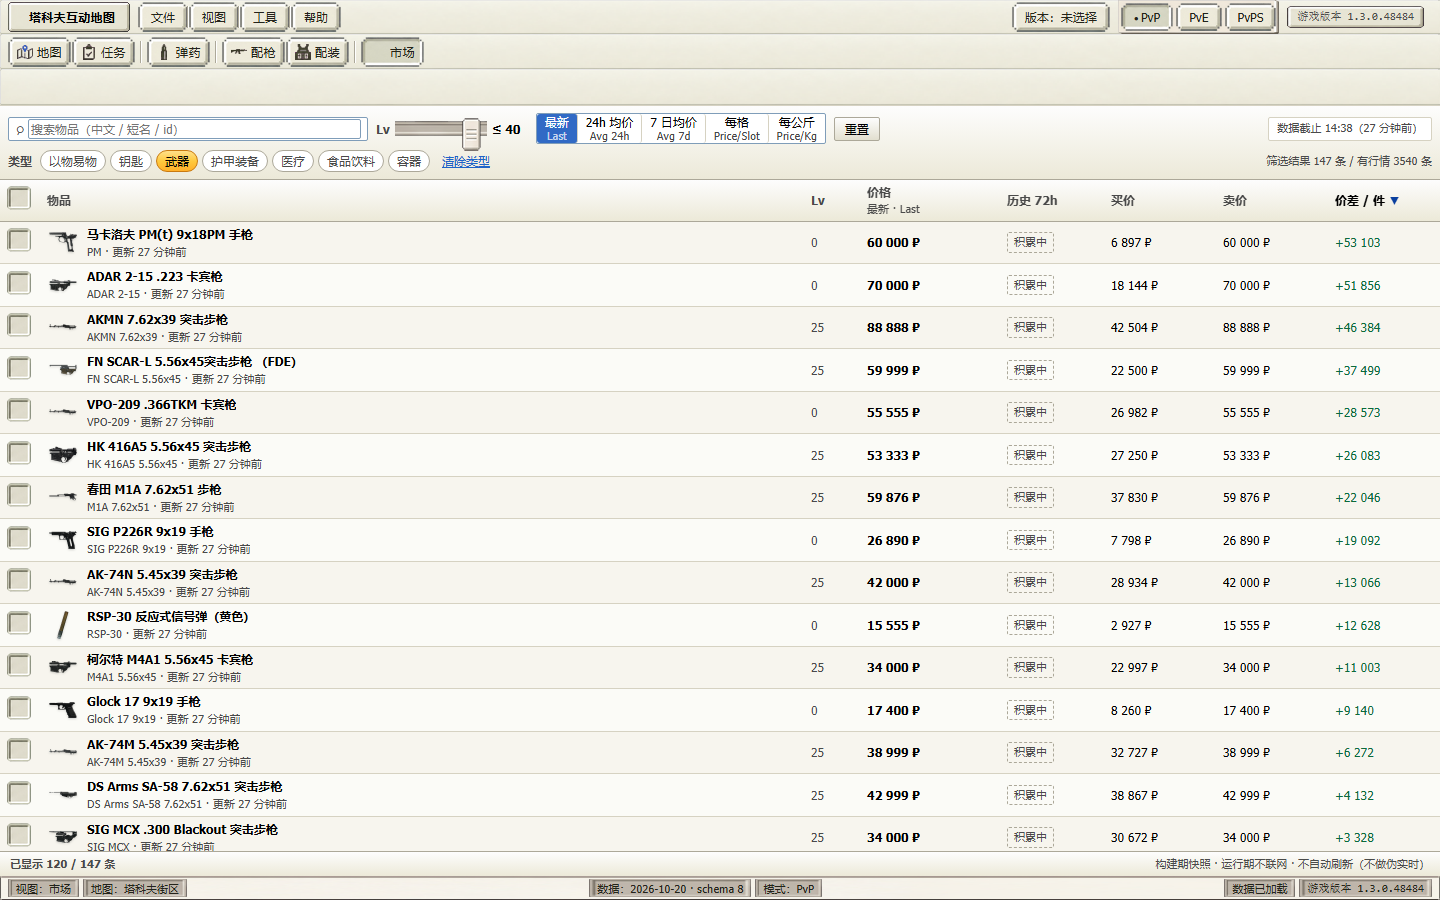 塔科夫互动地图 文件 视图 工具 帮助 版本：未选择 •PvP PvE PvPS 游戏版本 1.3.0.48484
地图 任务 弹药 配枪 配装 市场
搜索物品（中文 / 短名 / id） Lv ≤ 40 最新 24h 均价 7 日均价 每格 每公斤 重置 数据截止 14:38（27 分钟前）
Last Avg 24h Avg 7d Price/Slot Price/Kg
类型 以物易物 钥匙 武器 护甲装备 医疗 食品饮料 容器 清除类型 筛选结果 147 条 / 有行情 3540 条
物品 Lv 价格 历史 72h 买价 卖价 价差 / 件 ▼
最新 · Last
马卡洛夫 PM(t) 9x18PM 手枪 0 60 000 ₽ 积累中 6 897 ₽ 60 000 ₽ +53 103
PM · 更新 27 分钟前
ADAR 2-15 .223 卡宾枪 0 70 000 ₽ 积累中 18 144 ₽ 70 000 ₽ +51 856
ADAR 2-15 · 更新 27 分钟前
AKMN 7.62x39 突击步枪 25 88 888 ₽ 积累中 42 504 ₽ 88 888 ₽ +46 384
AKMN 7.62x39 · 更新 27 分钟前
FN SCAR-L 5.56x45突击步枪 （FDE） 25 59 999 ₽ 积累中 22 500 ₽ 59 999 ₽ +37 499
FN SCAR-L 5.56x45 · 更新 27 分钟前
VPO-209 .366TKM 卡宾枪 0 55 555 ₽ 积累中 26 982 ₽ 55 555 ₽ +28 573
VPO-209 · 更新 27 分钟前
HK 416A5 5.56x45 突击步枪 25 53 333 ₽ 积累中 27 250 ₽ 53 333 ₽ +26 083
HK 416A5 5.56x45 · 更新 27 分钟前
春田 M1A 7.62x51 步枪 25 59 876 ₽ 积累中 37 830 ₽ 59 876 ₽ +22 046
M1A 7.62x51 · 更新 27 分钟前
SIG P226R 9x19 手枪 0 26 890 ₽ 积累中 7 798 ₽ 26 890 ₽ +19 092
SIG P226R 9x19 · 更新 27 分钟前
AK-74N 5.45x39 突击步枪 25 42 000 ₽ 积累中 28 934 ₽ 42 000 ₽ +13 066
AK-74N 5.45x39 · 更新 27 分钟前
RSP-30 反应式信号弹（黄色） 0 15 555 ₽ 积累中 2 927 ₽ 15 555 ₽ +12 628
RSP-30 · 更新 27 分钟前
柯尔特 M4A1 5.56x45 卡宾枪 25 34 000 ₽ 积累中 22 997 ₽ 34 000 ₽ +11 003
M4A1 5.56x45 · 更新 27 分钟前
Glock 17 9x19 手枪 0 17 400 ₽ 积累中 8 260 ₽ 17 400 ₽ +9 140
Glock 17 9x19 · 更新 27 分钟前
AK-74M 5.45x39 突击步枪 25 38 999 ₽ 积累中 32 727 ₽ 38 999 ₽ +6 272
AK-74M 5.45x39 · 更新 27 分钟前
DS Arms SA-58 7.62x51 突击步枪 25 42 999 ₽ 积累中 38 867 ₽ 42 999 ₽ +4 132
DS Arms SA-58 7.62x51 · 更新 27 分钟前
SIG MCX .300 Blackout 突击步枪 25 34 000 ₽ 积累中 30 672 ₽ 34 000 ₽ +3 328
SIG MCX · 更新 27 分钟前
已显示 120 / 147 条 构建期快照 · 运行期不联网 · 不自动刷新（不做伪实时）
视图：市场 地图：塔科夫街区 数据：2026-10-20 · schema 8 模式：PvP 数据已加载 游戏版本 1.3.0.48484